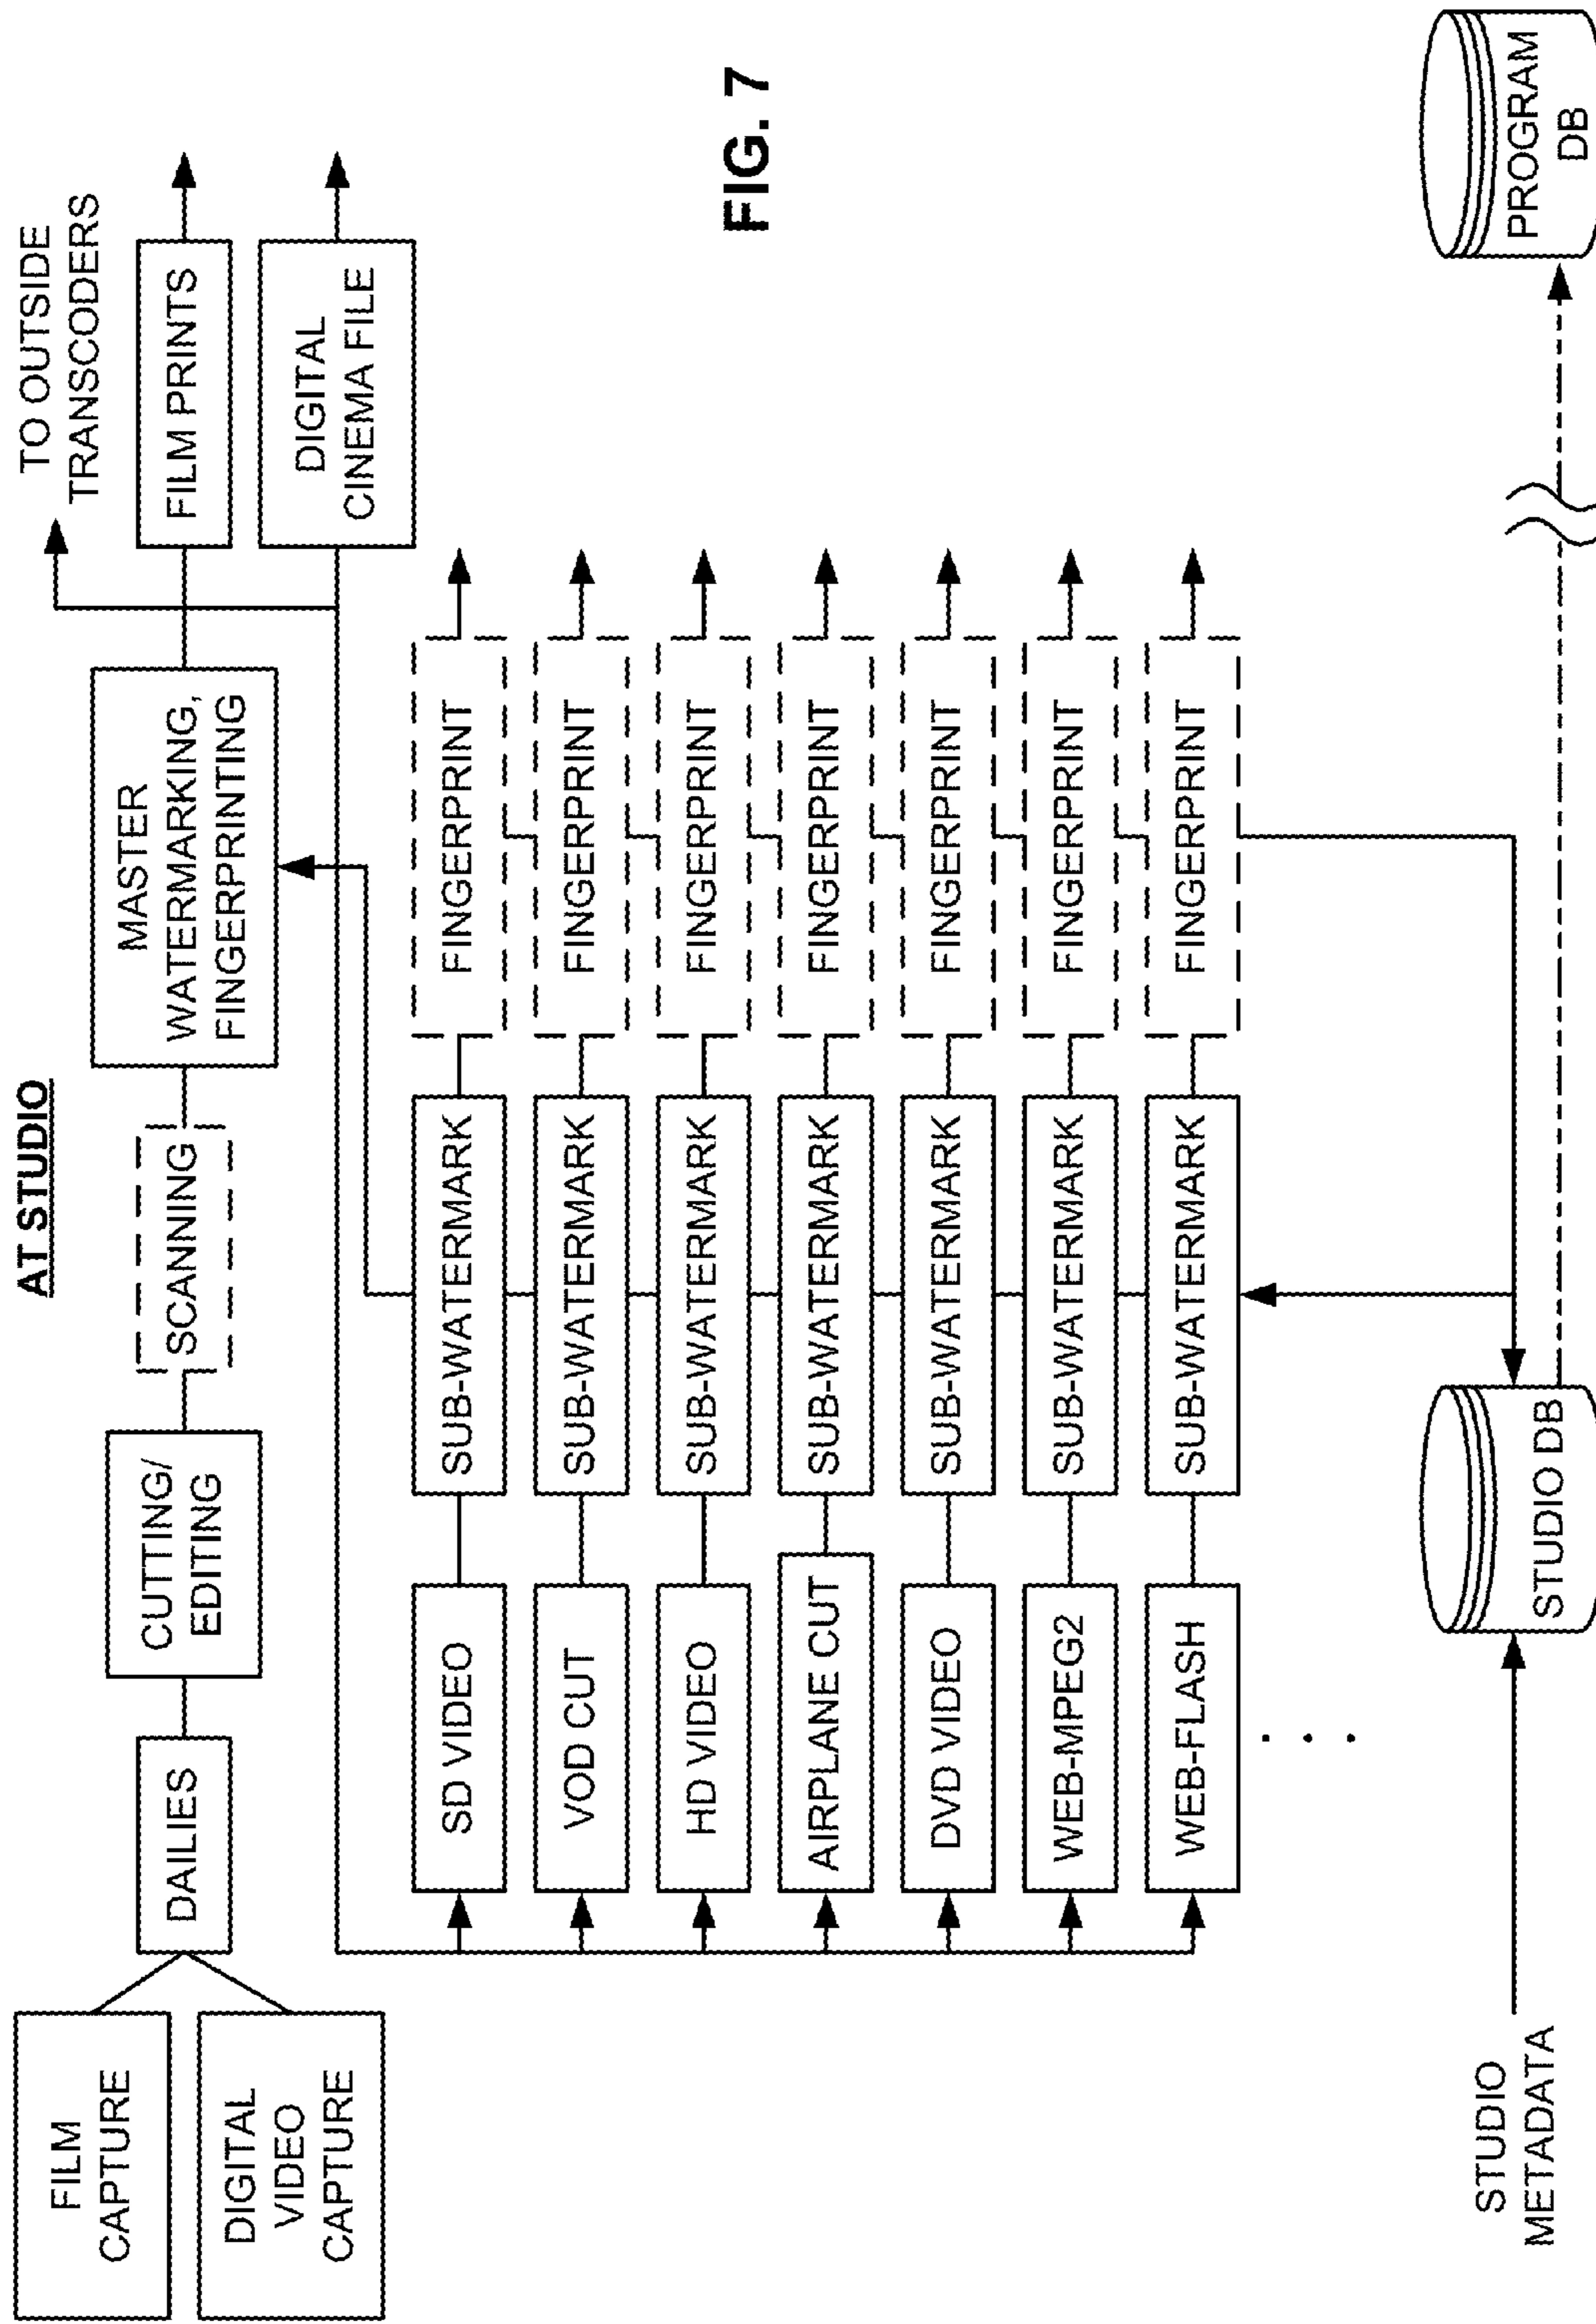 AT STUDIO
FILM
CAPTURE
DIGITAL
VIDEO
CAPTURE
DAILIES
CUTTING/
EDITING
SCANNING
MASTER
WATERMARKING,
FINGERPRINTING
TO OUTSIDE
TRANSCODERS
FILM PRINTS
DIGITAL
CINEMA FILE
SD VIDEO
SUB-WATERMARK
FINGERPRINT
VOD CUT
SUB-WATERMARK
FINGERPRINT
HD VIDEO
SUB-WATERMARK
FINGERPRINT
AIRPLANE CUT
SUB-WATERMARK
FINGERPRINT
DVD VIDEO
SUB-WATERMARK
FINGERPRINT
WEB-MPEG2
SUB-WATERMARK
FINGERPRINT
WEB-FLASH
SUB-WATERMARK
FINGERPRINT
. . .
FIG. 7
STUDIO
METADATA
STUDIO DB
PROGRAM
DB